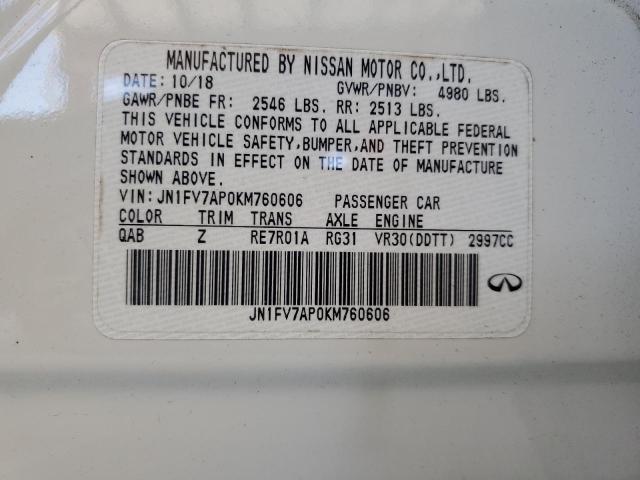 MANUFACTURED BY NISSAN MOTOR CO.,LTD.
DATE: 10/18 GVWR/PNBV: 4980 LBS.
GAWR/PNBE FR: 2546 LBS. RR: 2513 LBS.
THIS VEHICLE CONFORMS TO ALL APPLICABLE FEDERAL
MOTOR VEHICLE SAFETY,BUMPER,AND THEFT PREVENTION
STANDARDS IN EFFECT ON THE DATE OF MANUFACTURE
SHOWN ABOVE.
VIN: JN1FV7AP0KM760606 PASSENGER CAR
COLOR TRIM TRANS AXLE ENGINE
QAB Z RE7R01A RG31 VR30(DDTT) 2997CC
JN1FV7AP0KM760606